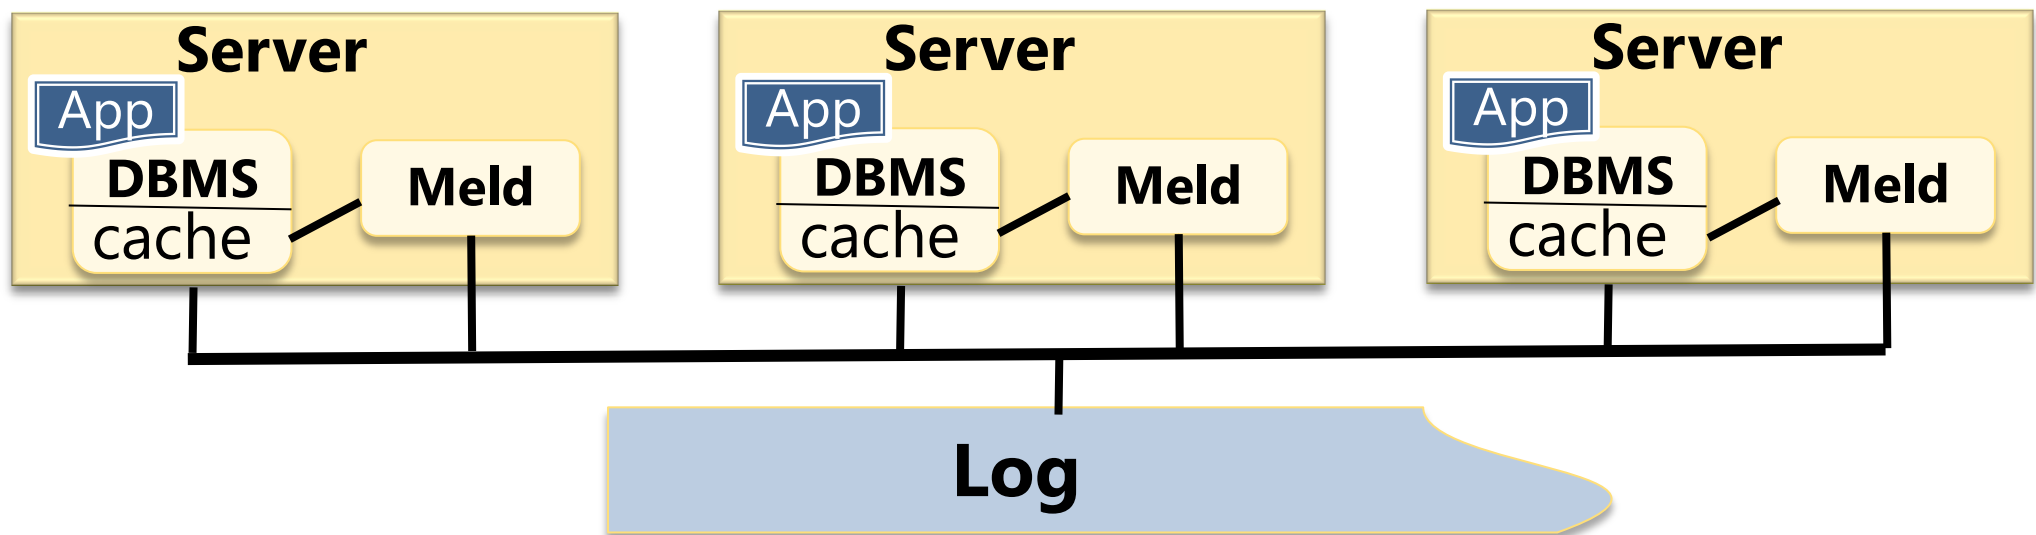 Server
App
DBMS
cache
Meld
Server
App
DBMS
cache
Meld
Server
App
DBMS
cache
Meld
Log